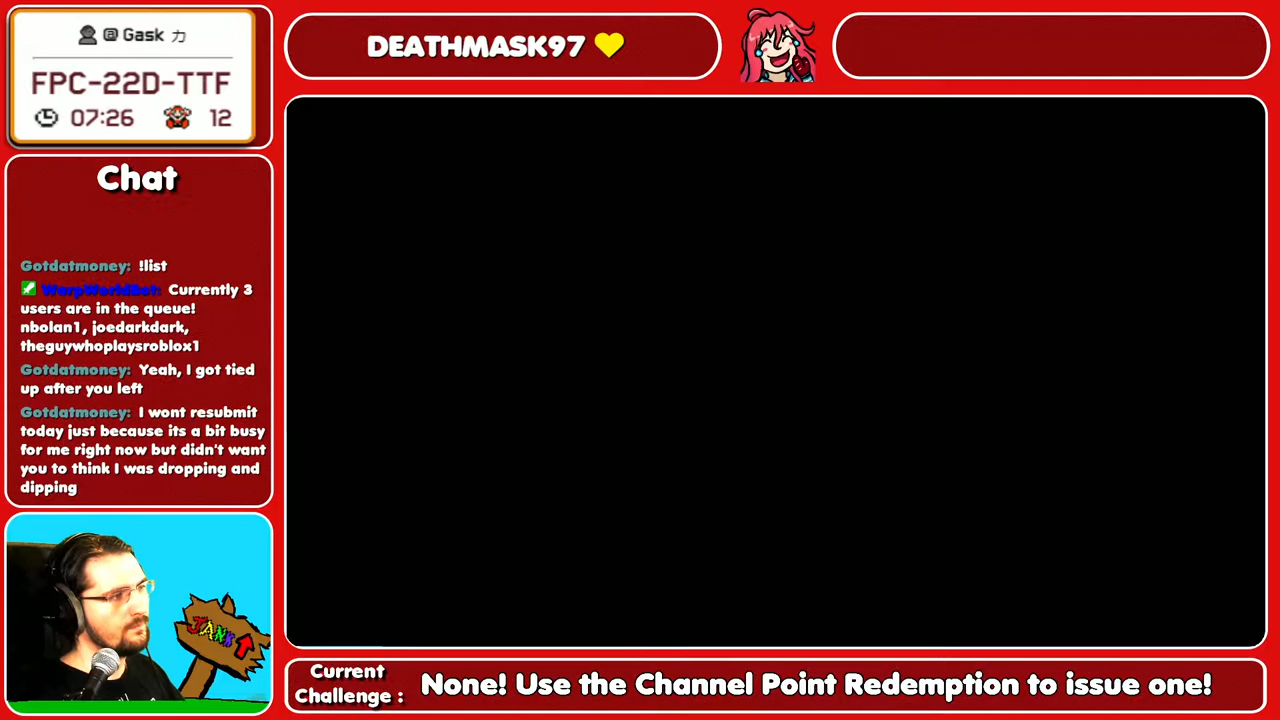 @ Gask カ
FPC-22D-TTF
07:26 12
DEATHMASK97
Chat
Gotdatmoney: !list
WarpWorldBot: Currently 3
users are in the queue!
nbolan1, joedarkdark,
theguywhoplaysroblox1
Gotdatmoney: Yeah, I got tied
up after you left
Gotdatmoney: I wont resubmit
today just because its a bit busy
for me right now but didn't want
you to think I was dropping and
dipping
JANK
Current
Challenge :
None! Use the Channel Point Redemption to issue one!